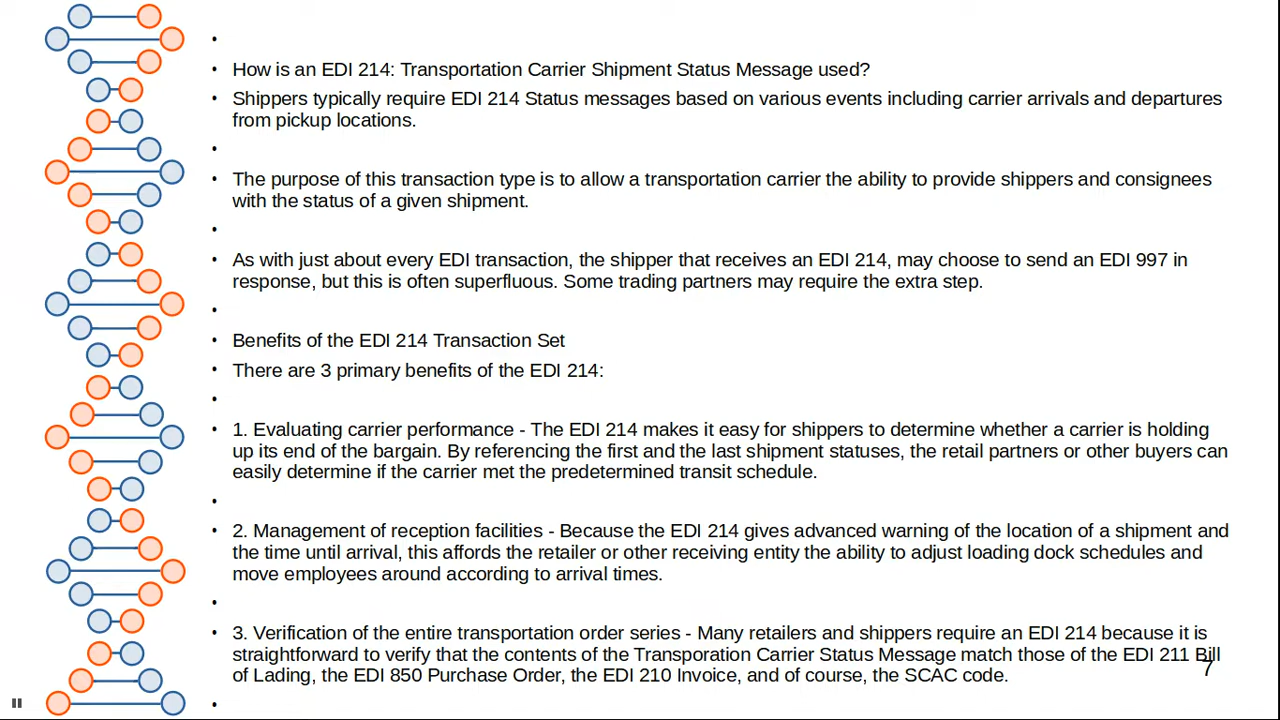 •
• How is an EDI 214: Transportation Carrier Shipment Status Message used?
• Shippers typically require EDI 214 Status messages based on various events including carrier arrivals and departures
from pickup locations.
•
• The purpose of this transaction type is to allow a transportation carrier the ability to provide shippers and consignees
with the status of a given shipment.
•
• As with just about every EDI transaction, the shipper that receives an EDI 214, may choose to send an EDI 997 in
response, but this is often superfluous. Some trading partners may require the extra step.
•
• Benefits of the EDI 214 Transaction Set
• There are 3 primary benefits of the EDI 214:
•
• 1. Evaluating carrier performance - The EDI 214 makes it easy for shippers to determine whether a carrier is holding
up its end of the bargain. By referencing the first and the last shipment statuses, the retail partners or other buyers can
easily determine if the carrier met the predetermined transit schedule.
•
• 2. Management of reception facilities - Because the EDI 214 gives advanced warning of the location of a shipment and
the time until arrival, this affords the retailer or other receiving entity the ability to adjust loading dock schedules and
move employees around according to arrival times.
•
• 3. Verification of the entire transportation order series - Many retailers and shippers require an EDI 214 because it is
straightforward to verify that the contents of the Transporation Carrier Status Message match those of the EDI 211 Bill
of Lading, the EDI 850 Purchase Order, the EDI 210 Invoice, and of course, the SCAC code.
•
7